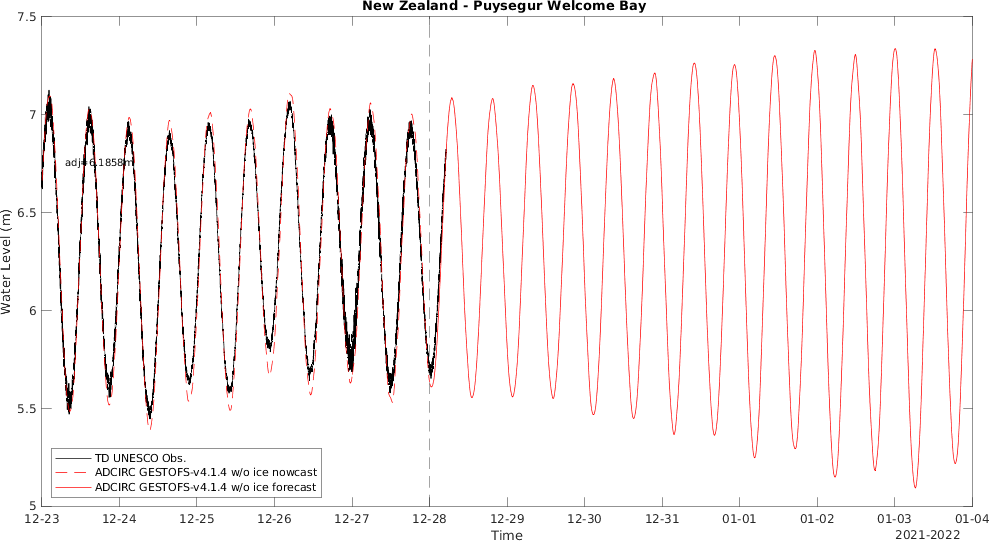 New Zealand - Puysegur Welcome Bay
7.5
7
6.5
6
5.5
5
Water Level (m)
adj=6.1858m
TD UNESCO Obs.
ADCIRC GESTOFS-v4.1.4 w/o ice nowcast
ADCIRC GESTOFS-v4.1.4 w/o ice forecast
12-23 12-24 12-25 12-26 12-27 12-28 12-29 12-30 12-31 01-01 01-02 01-03 01-04
Time
2021-2022